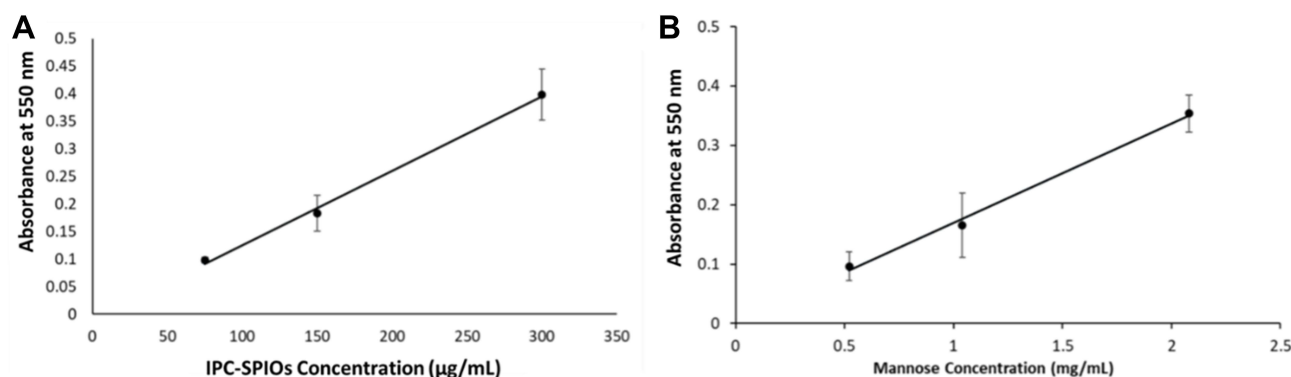 A
Absorbance at 550 nm
0.5
0.45
0.4
0.35
0.3
0.25
0.2
0.15
0.1
0.05
0
0 50 100 150 200 250 300 350
IPC-SPIOs Concentration (µg/mL)
B
Absorbance at 550 nm
0.5
0.4
0.3
0.2
0.1
0
0 0.5 1 1.5 2 2.5
Mannose Concentration (mg/mL)